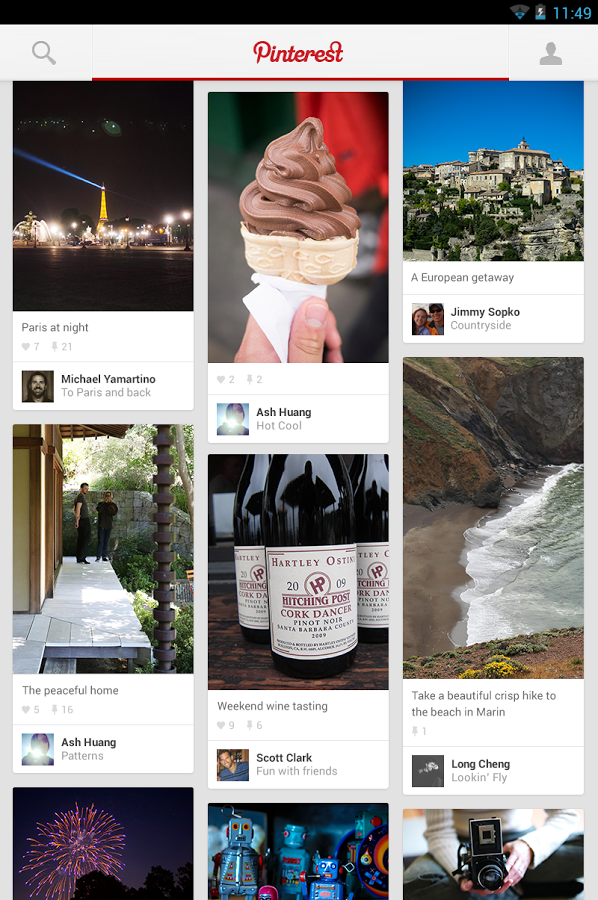 11:49
Pinterest
Paris at night
7 21
Michael Yamartino
To Paris and back
The peaceful home
5 16
Ash Huang
Patterns
2 2
Ash Huang
Hot Cool
HARTLEY OSTINI
20 HP 09
HITCHING POST
CORK DANCER
PINOT NOIR
SANTA BARBARA COUNTY
2009
Weekend wine tasting
9 6
Scott Clark
Fun with friends
A European getaway
Jimmy Sopko
Countryside
Take a beautiful crisp hike to
the beach in Marin
1
Long Cheng
Lookin' Fly